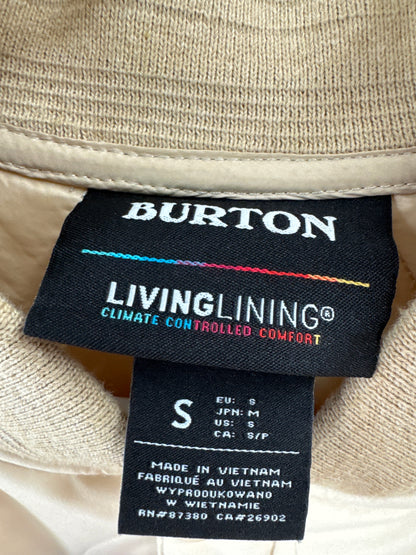 BURTON
LIVINGLINING®
CLIMATE CONTROLLED COMFORT
S
EU: S
JPN: M
US: S
CA: S/P
MADE IN VIETNAM
FABRIQUÉ AU VIETNAM
WYPRODUKOWANO
W WIETNAMIE
RN#87380 CA#26902